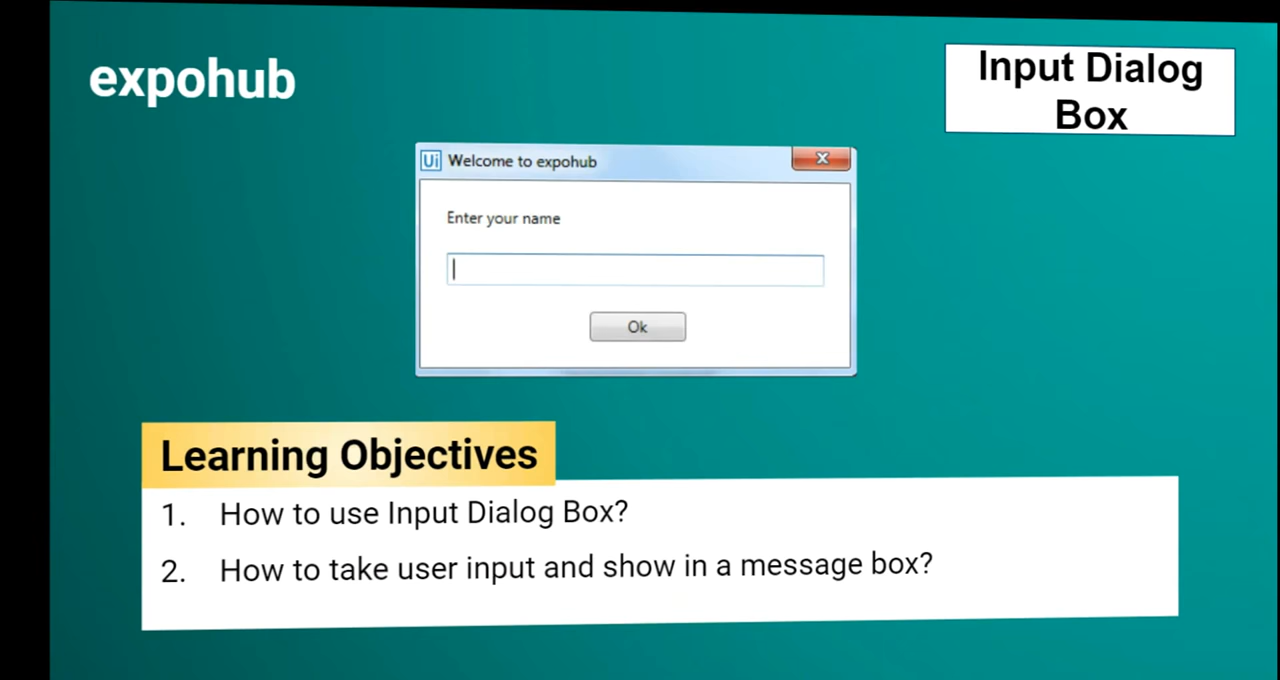 expohub
Input Dialog
Box
Ui Welcome to expohub
X
Enter your name
Ok
Learning Objectives
1. How to use Input Dialog Box?
2. How to take user input and show in a message box?